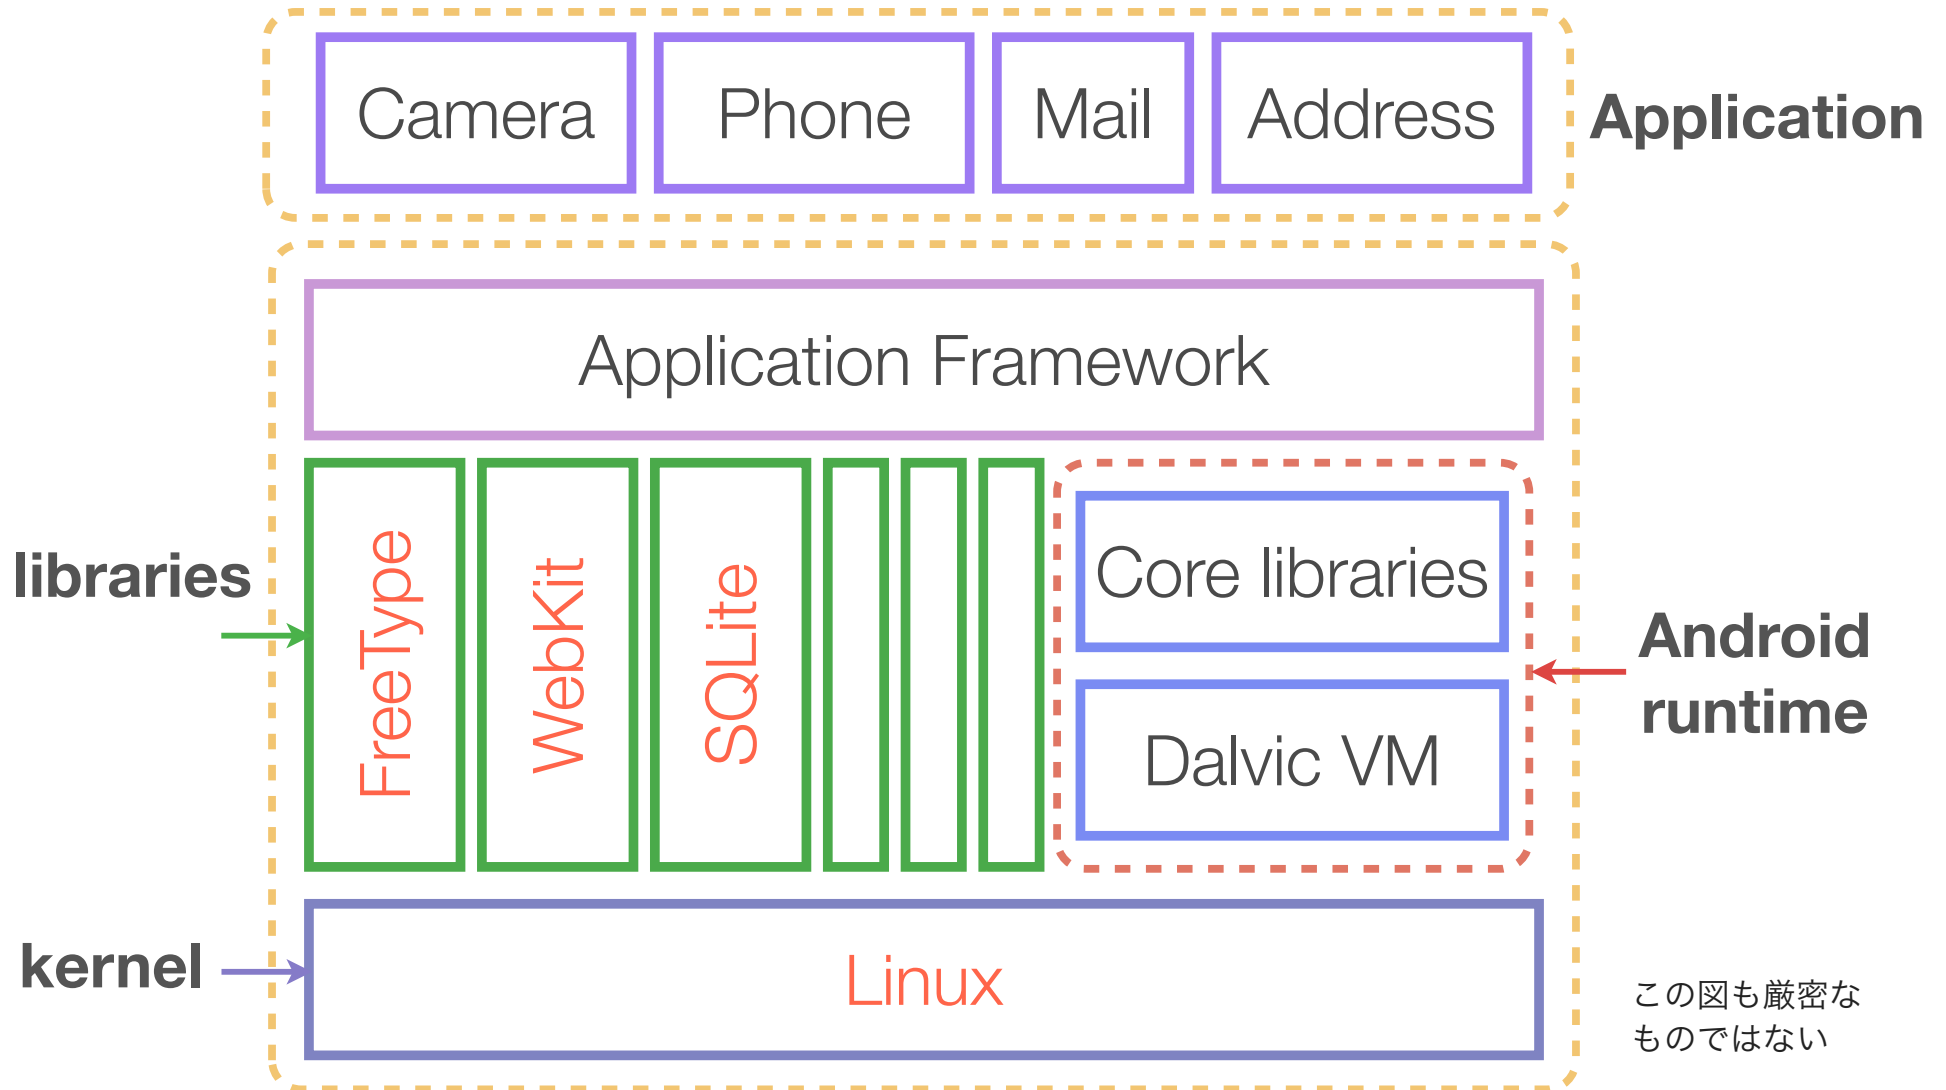 Camera
Phone
Mail
Address
Application
Application Framework
libraries
FreeType
WebKit
SQLite
Core libraries
Dalvic VM
Android
runtime
kernel
Linux
この図も厳密な
ものではない